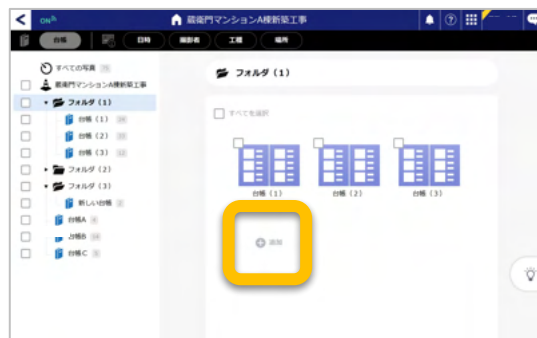 ON
蔵衛門マンションA棟新築工事
台帳 日時 撮影者 工種 場所
すべての写真
蔵衛門マンションA棟新築工事
フォルダ (1)
台帳 (1)
台帳 (2)
台帳 (3)
フォルダ (2)
フォルダ (3)
新しい台帳
台帳A
台帳B
台帳C
フォルダ (1)
すべてを選択
台帳 (1) 台帳 (2) 台帳 (3)
追加